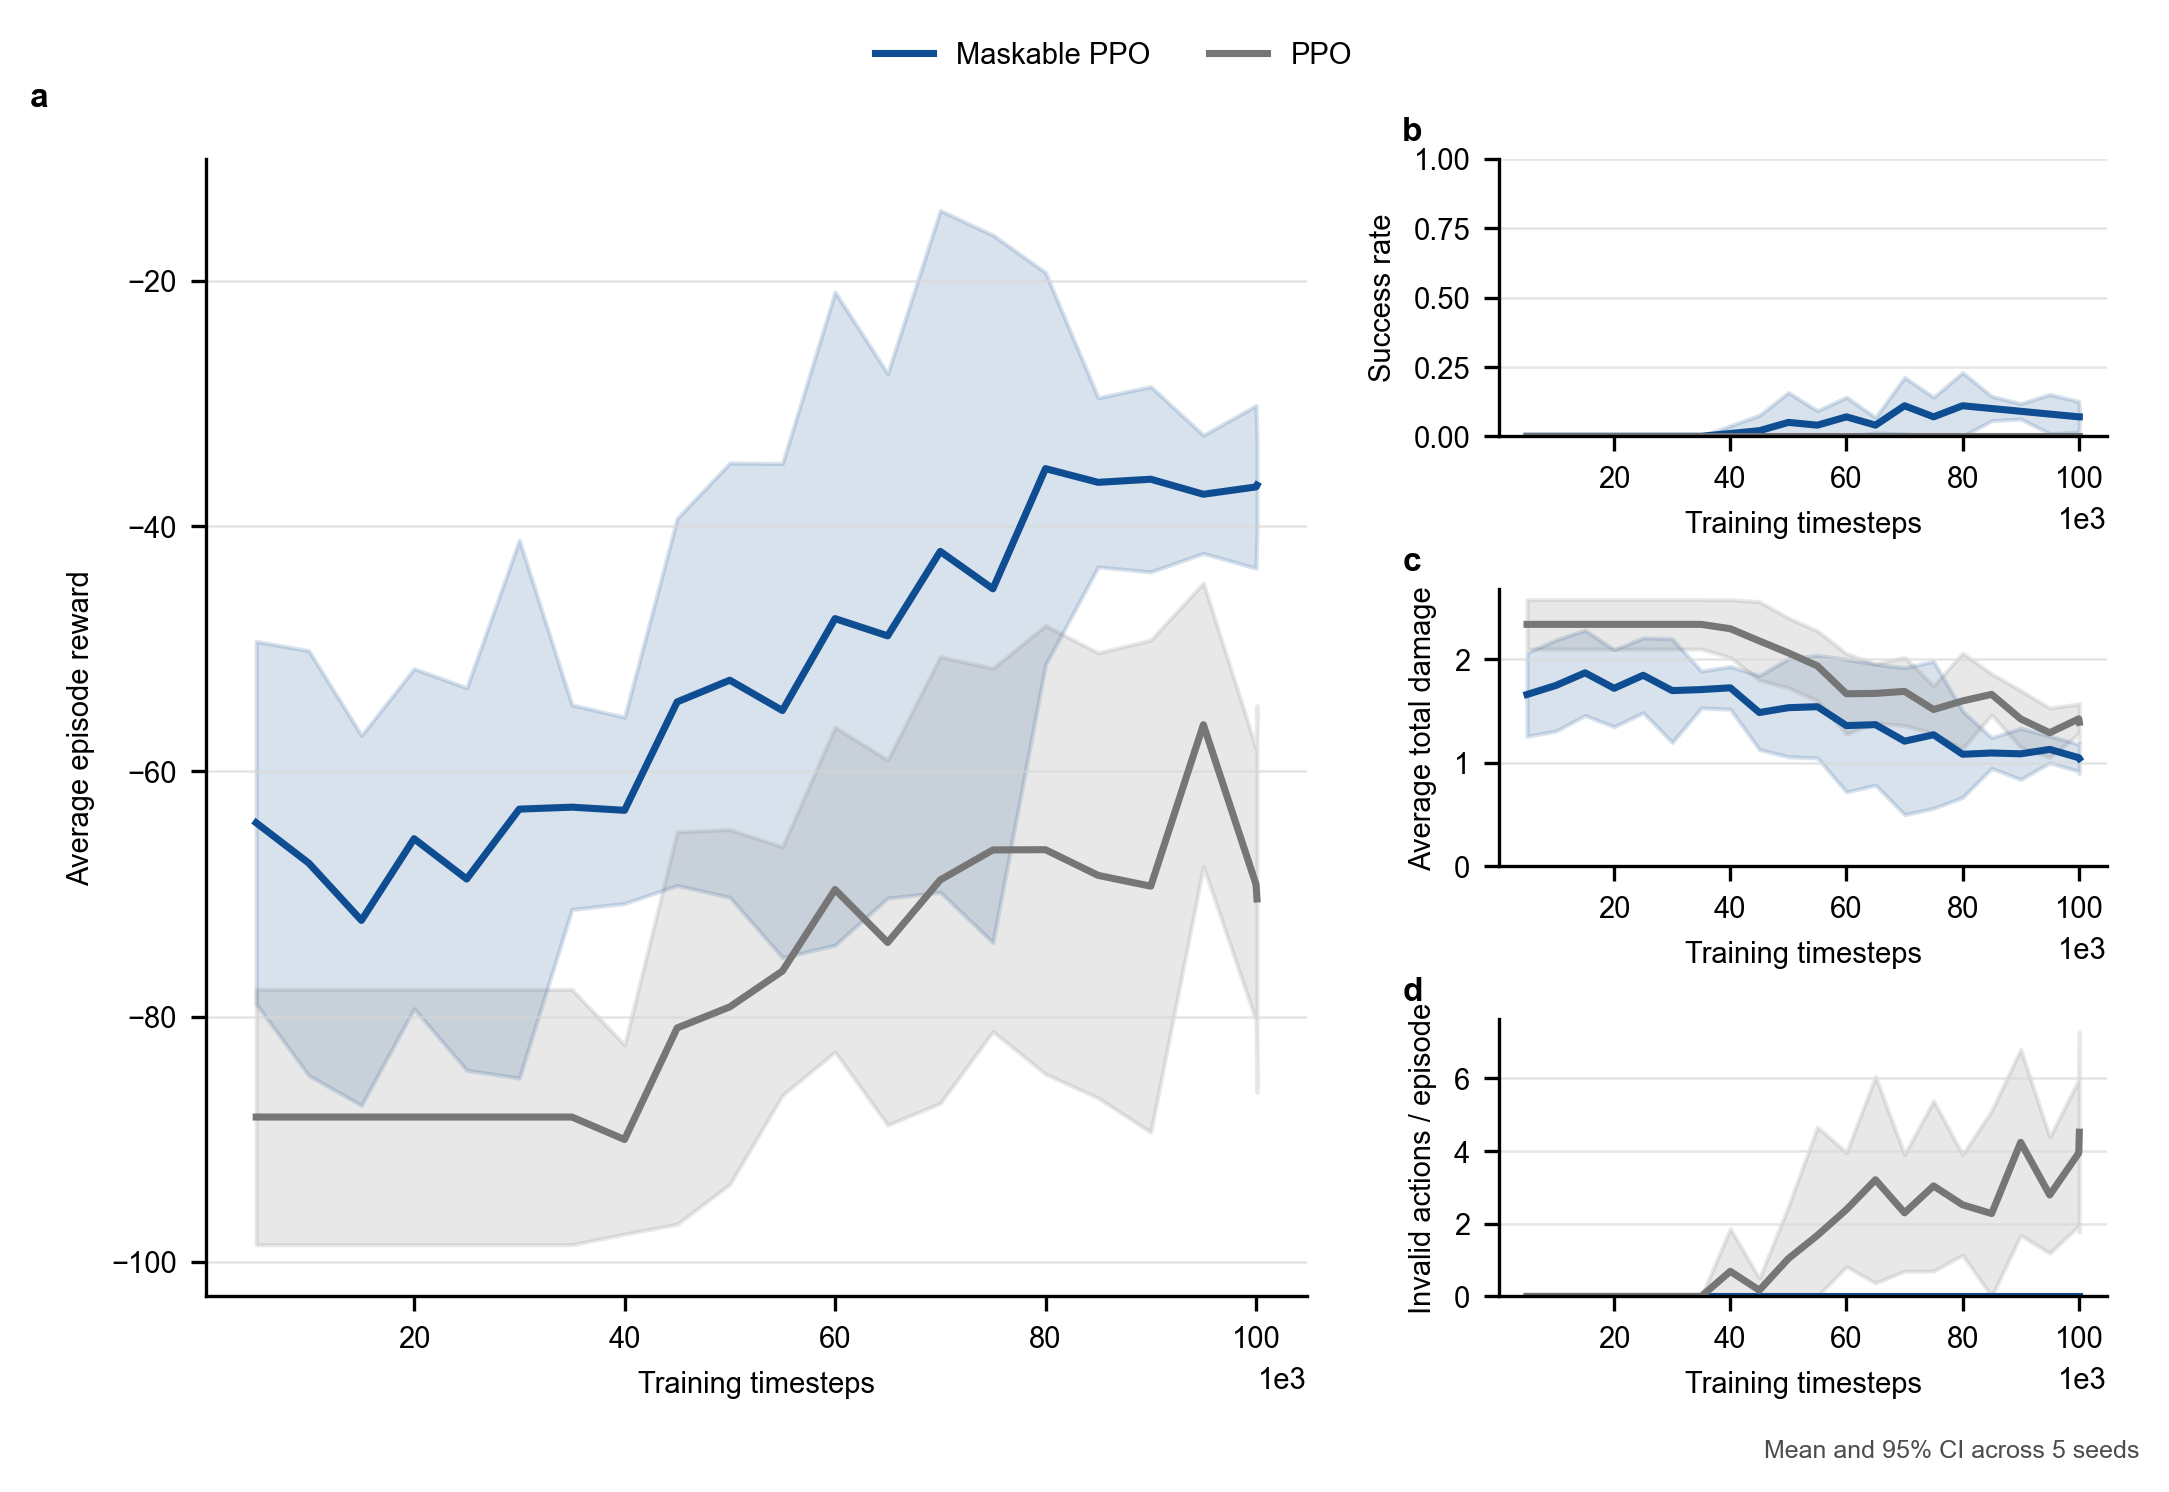 Maskable PPO
PPO
a
−20
−40
−60
−80
−100
Average episode reward
20 40 60 80 100
1e3
Training timesteps
b
1.00
0.75
0.50
0.25
0.00
Success rate
20 40 60 80 100
1e3
Training timesteps
c
2
1
0
Average total damage
20 40 60 80 100
1e3
Training timesteps
d
6
4
2
0
Invalid actions / episode
20 40 60 80 100
1e3
Training timesteps
Mean and 95% CI across 5 seeds